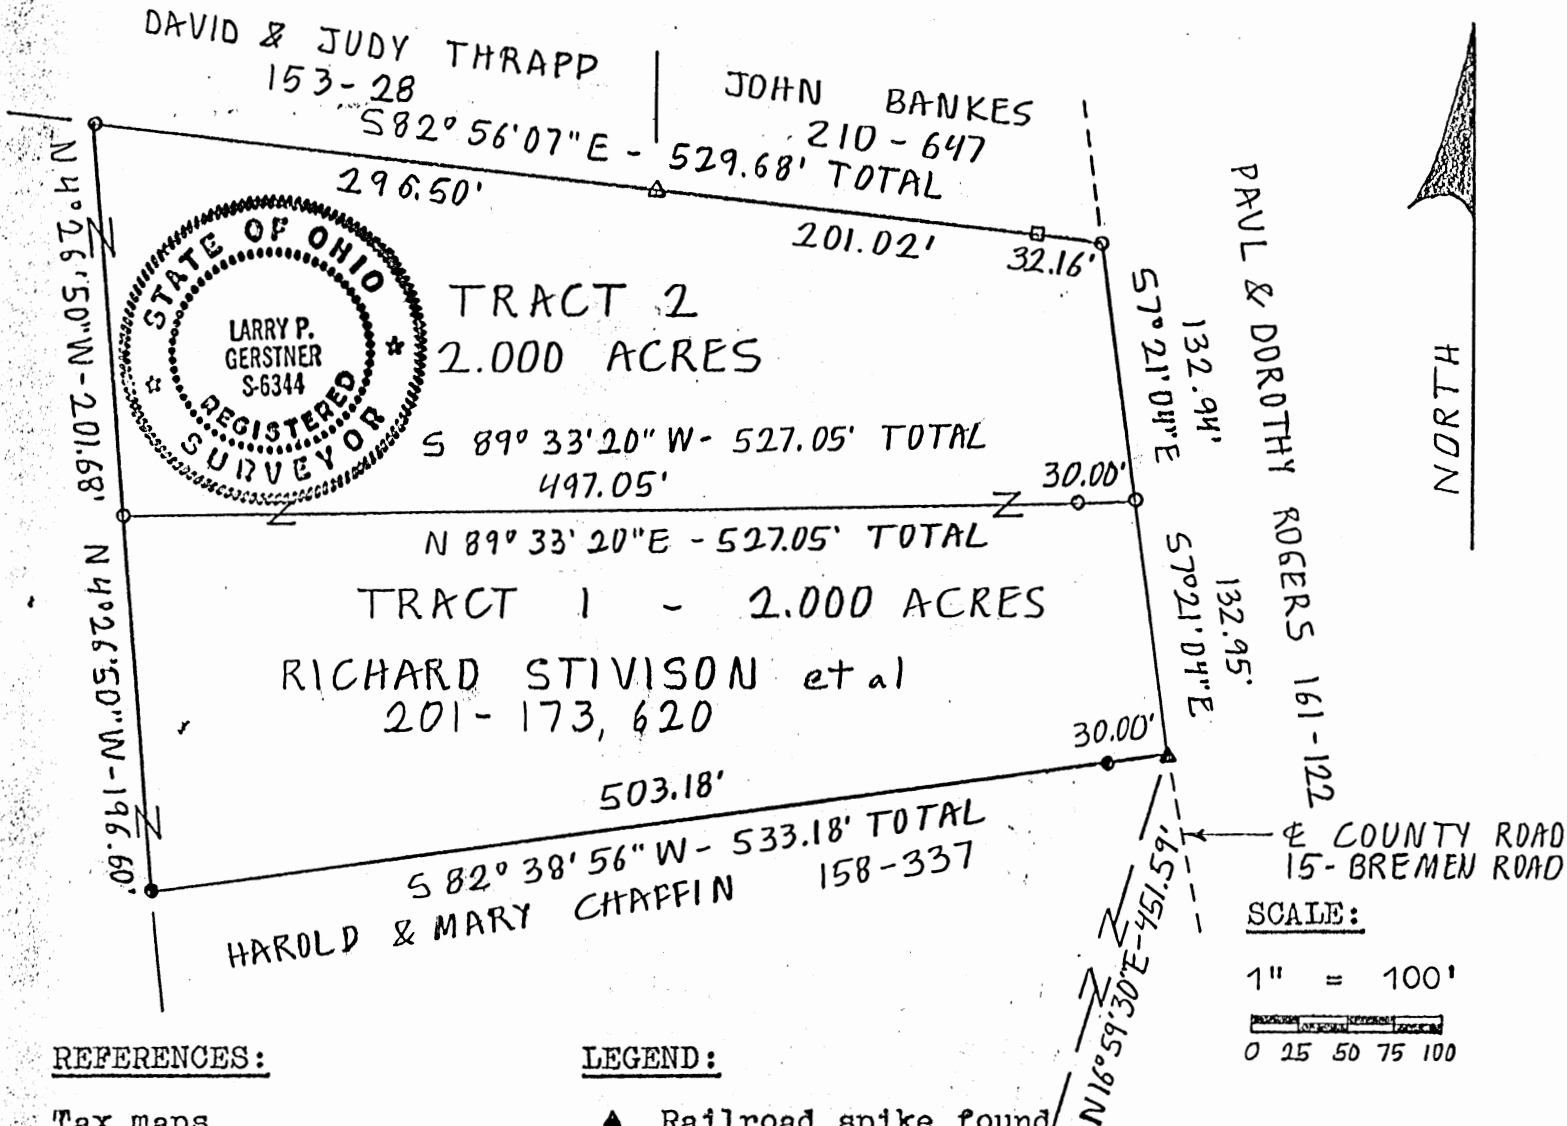 DAVID & JUDY THRAPP
153-28
JOHN BANKES
210-647
S82° 56'07"E - 529.68' TOTAL
296.50'
201.02'
32.16'
N 4°26'50"W-201.68'
STATE OF OHIO
LARRY P.
GERSTNER
S-6344
REGISTERED
SURVEYOR
TRACT 2
2.000 ACRES
S7°21'04"E
132.94'
PAUL & DOROTHY ROGERS 161-122
NORTH
S 89° 33'20" W- 527.05' TOTAL
497.05'
30.00'
N 89° 33' 20"E - 527.05' TOTAL
N 4°26'50"W-196.60'
TRACT 1 - 2.000 ACRES
RICHARD STIVISON et al
201-173, 620
S7°21'04"E
132.95'
30.00'
503.18'
S 82° 38' 56" W- 533.18' TOTAL
HAROLD & MARY CHAFFIN 158-337
℄ COUNTY ROAD
15-BREMEN ROAD
N16°59'30"E-451.59'
SCALE:
1" = 100'
0 25 50 75 100
REFERENCES:
Tax maps
LEGEND:
▲ Railroad spike found